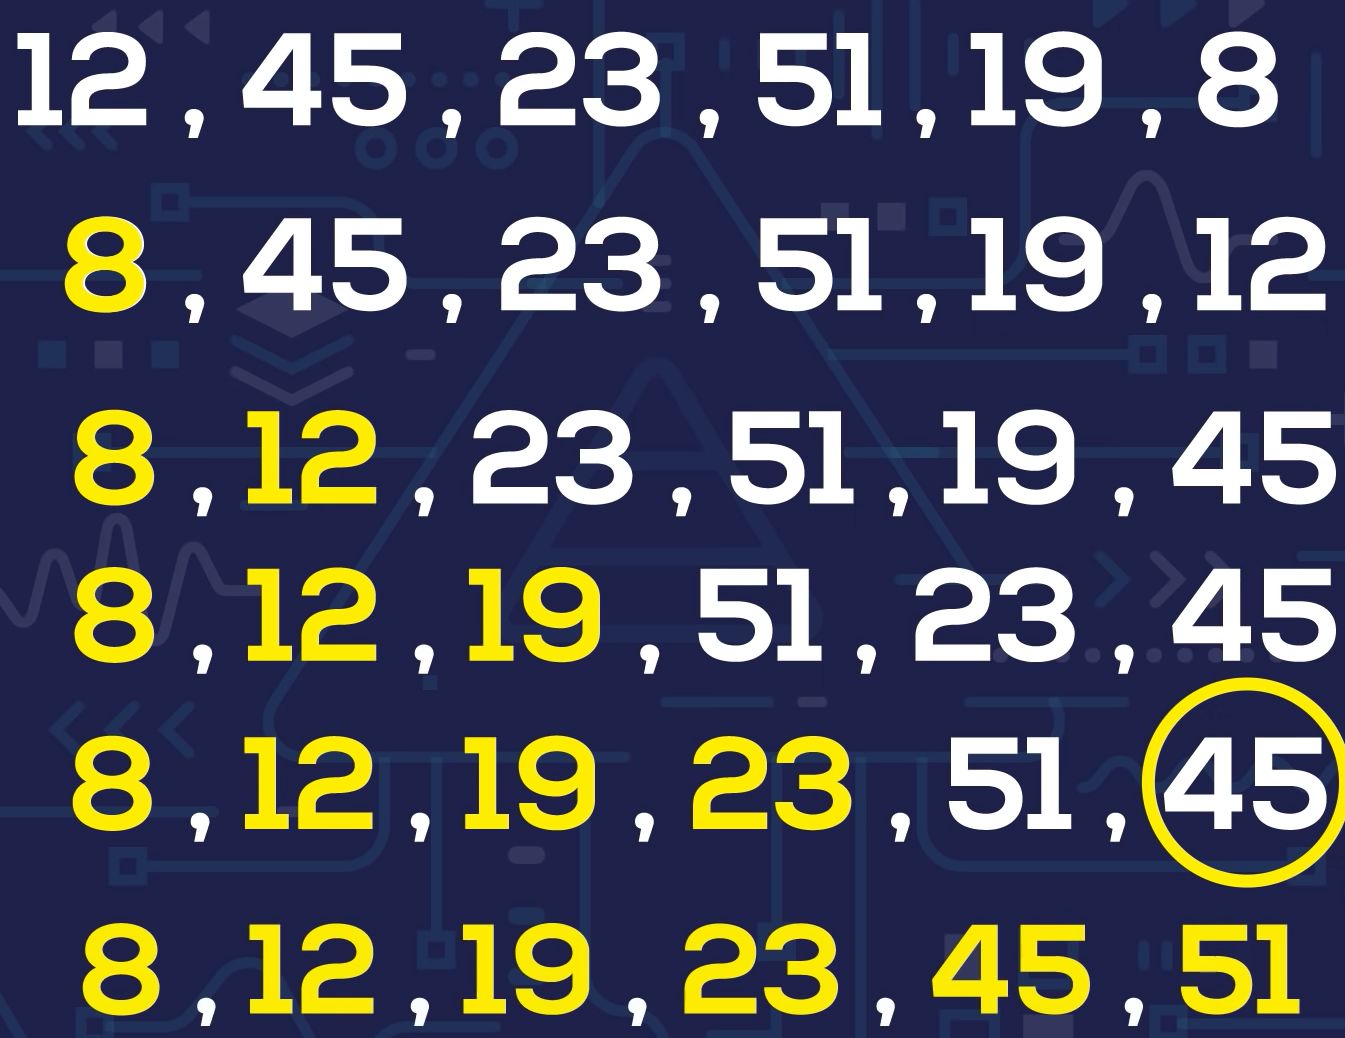 12 , 45 , 23 , 51 , 19 , 8
8 , 45 , 23 , 51 , 19 , 12
8 , 12 , 23 , 51 , 19 , 45
8 , 12 , 19 , 51 , 23 , 45
8 , 12 , 19 , 23 , 51 , 45
8 , 12 , 19 , 23 , 45 , 51